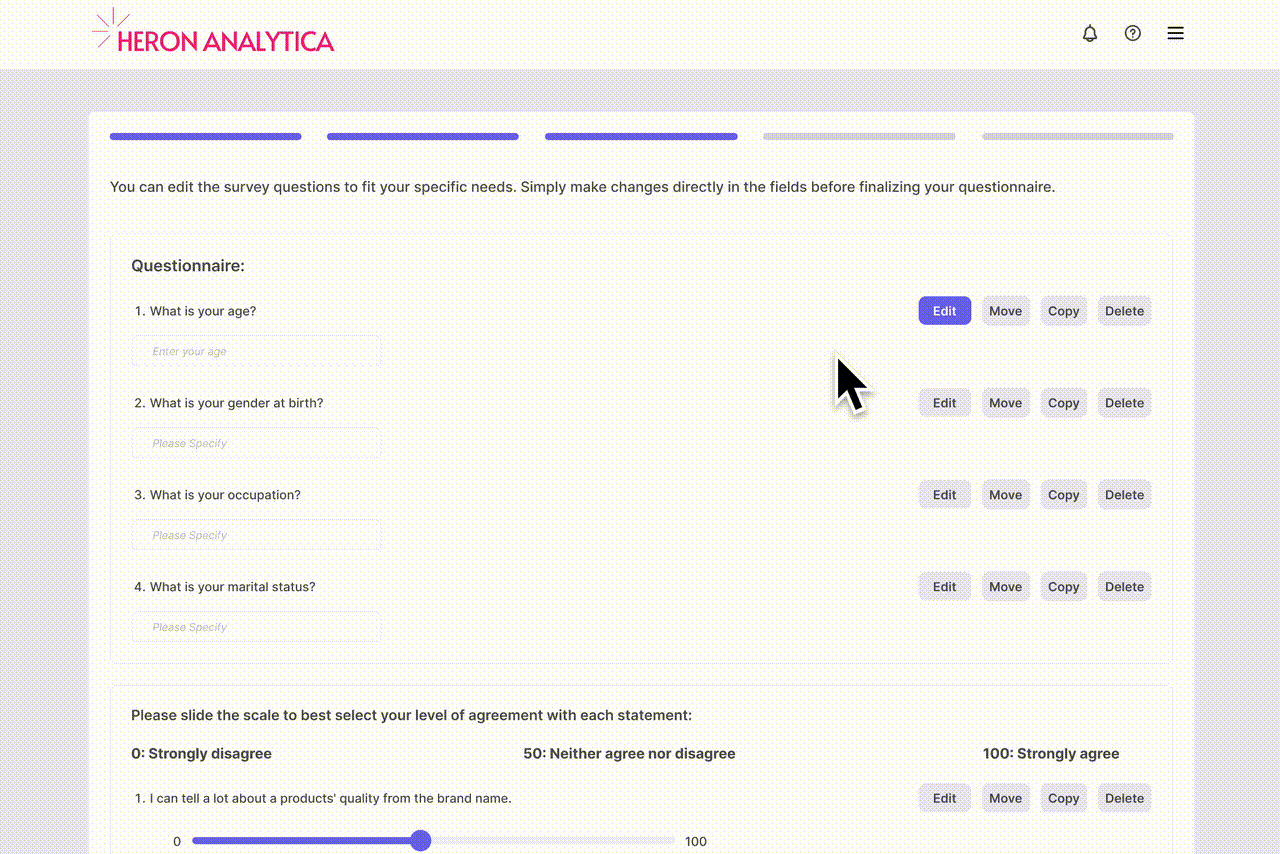 HERON ANALYTICA
You can edit the survey questions to fit your specific needs. Simply make changes directly in the fields before finalizing your questionnaire.
Questionnaire:
1. What is your age? Edit Move Copy Delete
Enter your age
2. What is your gender at birth? Edit Move Copy Delete
Please Specify
3. What is your occupation? Edit Move Copy Delete
Please Specify
4. What is your marital status? Edit Move Copy Delete
Please Specify
Please slide the scale to best select your level of agreement with each statement:
0: Strongly disagree 50: Neither agree nor disagree 100: Strongly agree
1. I can tell a lot about a products' quality from the brand name. Edit Move Copy Delete
0 100